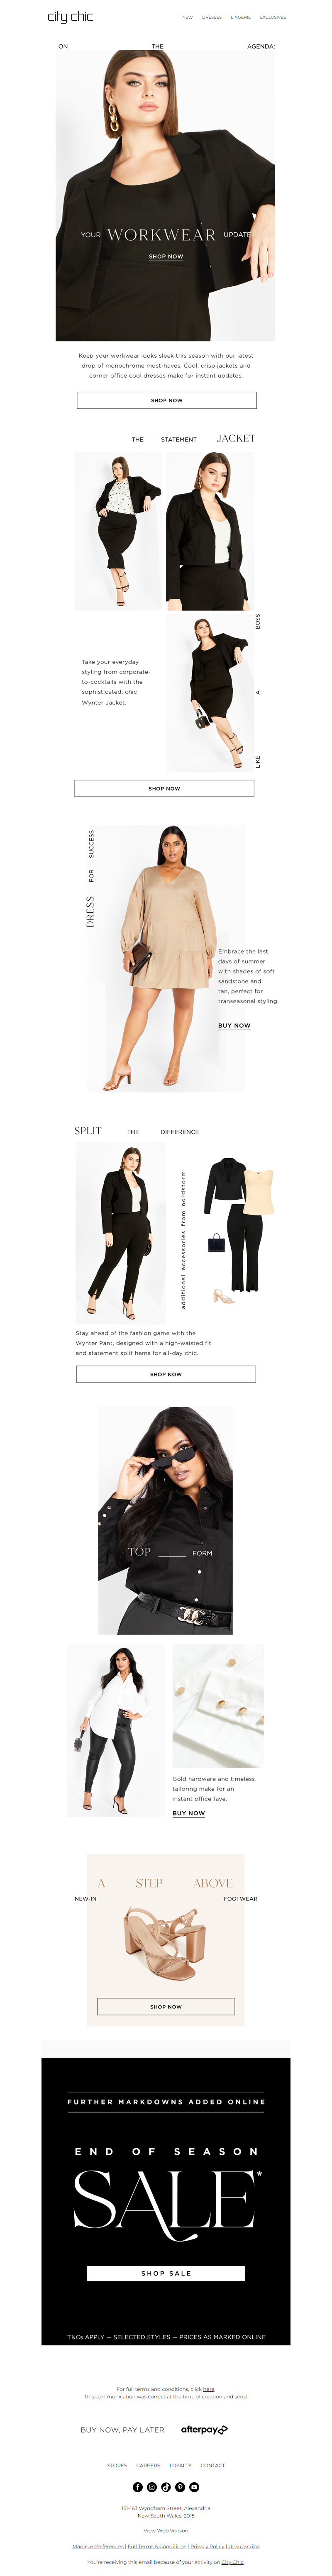 city chic
NEW DRESSES LINGERIE EXCLUSIVES
ON THE AGENDA:
YOUR WORKWEAR UPDATE
SHOP NOW
Keep your workwear looks sleek this season with our latest
drop of monochrome must-haves. Cool, crisp jackets and
corner office cool dresses make for instant updates.
SHOP NOW
THE STATEMENT JACKET
Take your everyday
styling from corporate-
to-cocktails with the
sophisticated, chic
Wynter Jacket.
LIKE A BOSS
SHOP NOW
DRESS FOR SUCCESS
Embrace the last
days of summer
with shades of soft
sandstone and
tan, perfect for
transeasonal styling.
BUY NOW
SPLIT THE DIFFERENCE
additional accessories from nordstorm
Stay ahead of the fashion game with the
Wynter Pant, designed with a high-waisted fit
and statement split hems for all-day chic.
SHOP NOW
TOP FORM
Gold hardware and timeless
tailoring make for an
instant office fave.
BUY NOW
A STEP ABOVE
NEW-IN FOOTWEAR
SHOP NOW
FURTHER MARKDOWNS ADDED ONLINE
END OF SEASON
SALE*
SHOP SALE
*T&Cs APPLY — SELECTED STYLES — PRICES AS MARKED ONLINE
For full terms and conditions, click here.
This communication was correct at the time of creation and send.
BUY NOW, PAY LATER afterpay
STORES CAREERS LOYALTY CONTACT
151-163 Wyndham Street, Alexandria
New South Wales, 2015
View Web Version
Manage Preferences | Full Terms & Conditions | Privacy Policy | Unsubscribe
You're receiving this email because of your activity on City Chic